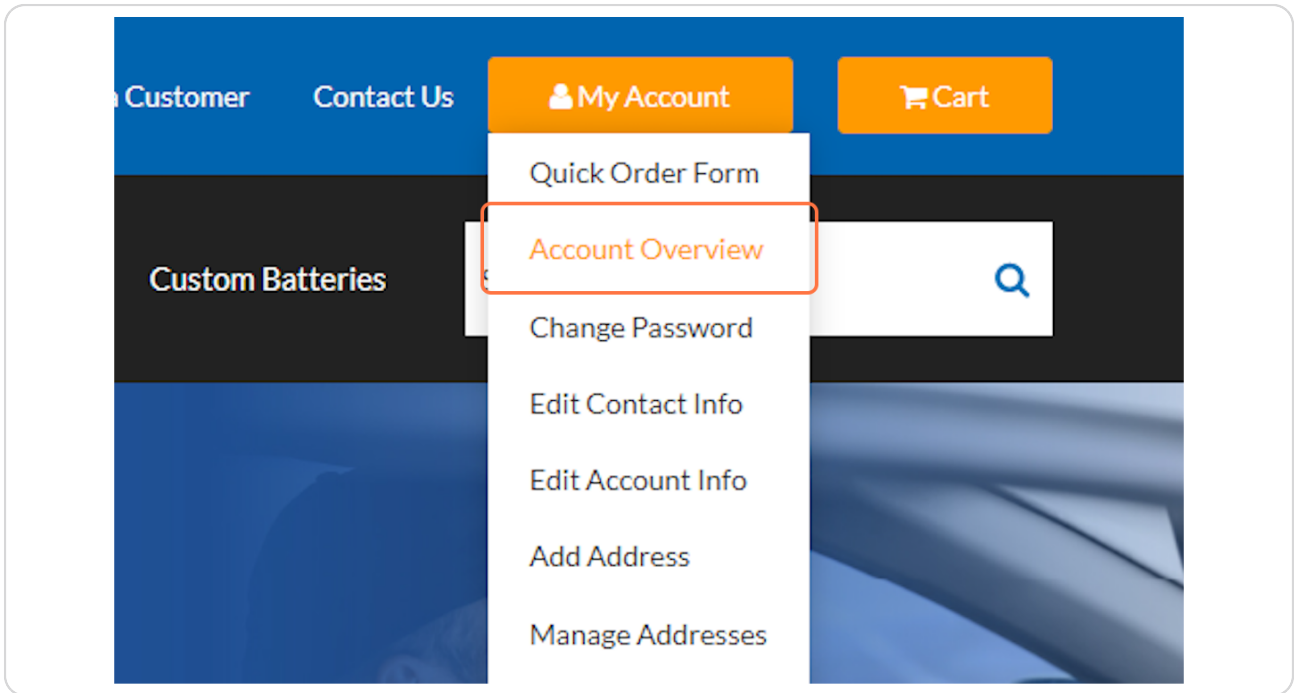 Customer Contact Us My Account Cart
Quick Order Form
Account Overview
Custom Batteries
Change Password
Edit Contact Info
Edit Account Info
Add Address
Manage Addresses